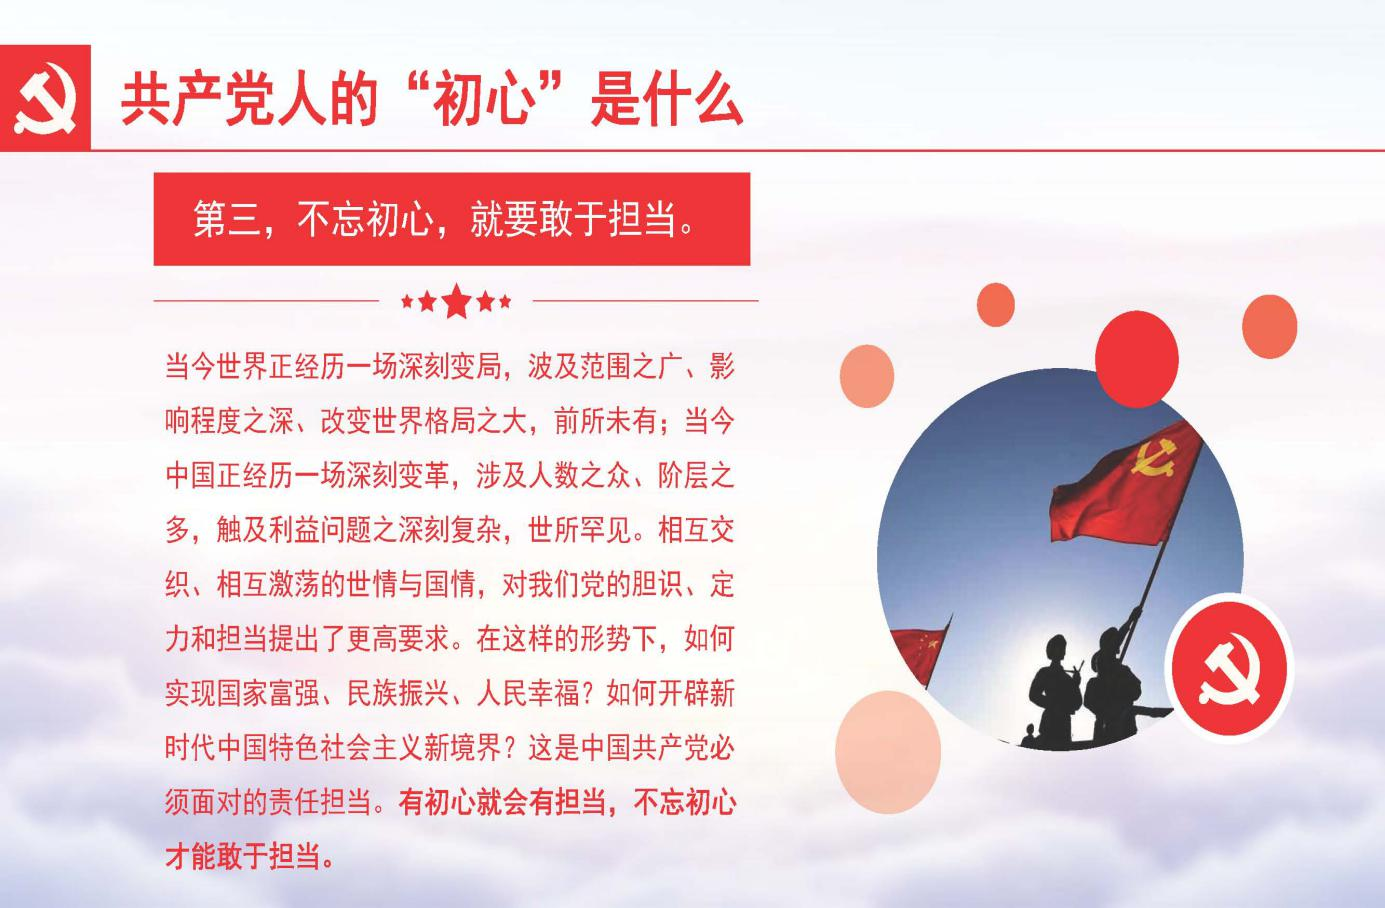 共产党人的“初心”是什么
第三，不忘初心，就要敢于担当。
当今世界正经历一场深刻变局，波及范围之广、影
响程度之深、改变世界格局之大，前所未有；当今
中国正经历一场深刻变革，涉及人数之众、阶层之
多，触及利益问题之深刻复杂，世所罕见。相互交
织、相互激荡的世情与国情，对我们党的胆识、定
力和担当提出了更高要求。在这样的形势下，如何
实现国家富强、民族振兴、人民幸福？如何开辟新
时代中国特色社会主义新境界？这是中国共产党必
须面对的责任担当。有初心就会有担当，不忘初心
才能敢于担当。